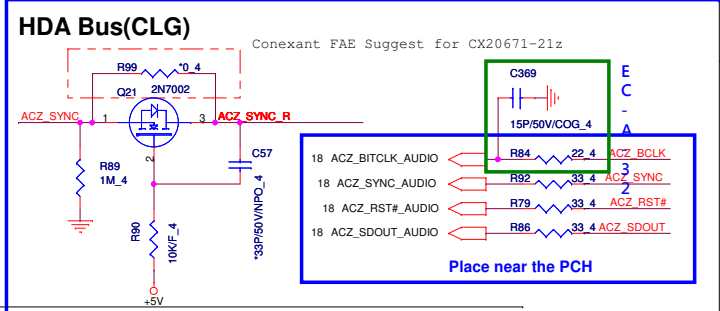 HDA Bus(CLG)
Conexant FAE Suggest for CX20671-21z
R99 *0_4
Q21 2N7002
ACZ_SYNC 1 3 ACZ_SYNC_R
2
R89
1M_4
C57
*33P/50V/NPO_4
R90
10K/F_4
+5V
C369
15P/50V/COG_4
EC-A-32
18 ACZ_BITCLK_AUDIO R84 22_4 ACZ_BCLK
18 ACZ_SYNC_AUDIO R92 33_4 ACZ_SYNC
18 ACZ_RST#_AUDIO R79 33_4 ACZ_RST#
18 ACZ_SDOUT_AUDIO R86 33_4 ACZ_SDOUT
Place near the PCH